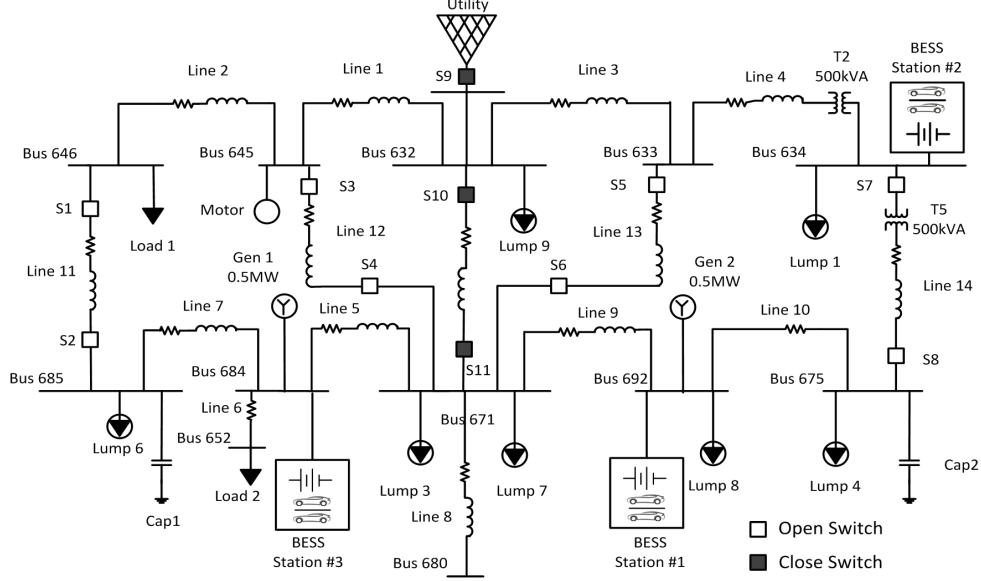 Utility
S9
Line 2
Line 1
Line 3
Line 4
T2
500kVA
BESS
Station #2
Bus 646
Bus 645
Bus 632
Bus 633
Bus 634
S1
S3
S10
S5
S7
Load 1
Motor
Line 12
Lump 9
Line 13
Lump 1
T5
500kVA
Line 11
Gen 1
0.5MW
S4
S6
Gen 2
0.5MW
Line 14
Line 7
Line 5
Line 9
Line 10
S2
S11
S8
Bus 685
Bus 684
Bus 692
Bus 675
Line 6
Bus 671
Lump 6
Bus 652
Load 2
Lump 3
Lump 7
Lump 8
Lump 4
Cap2
Cap1
Line 8
BESS
Station #3
Bus 680
BESS
Station #1
Open Switch
Close Switch